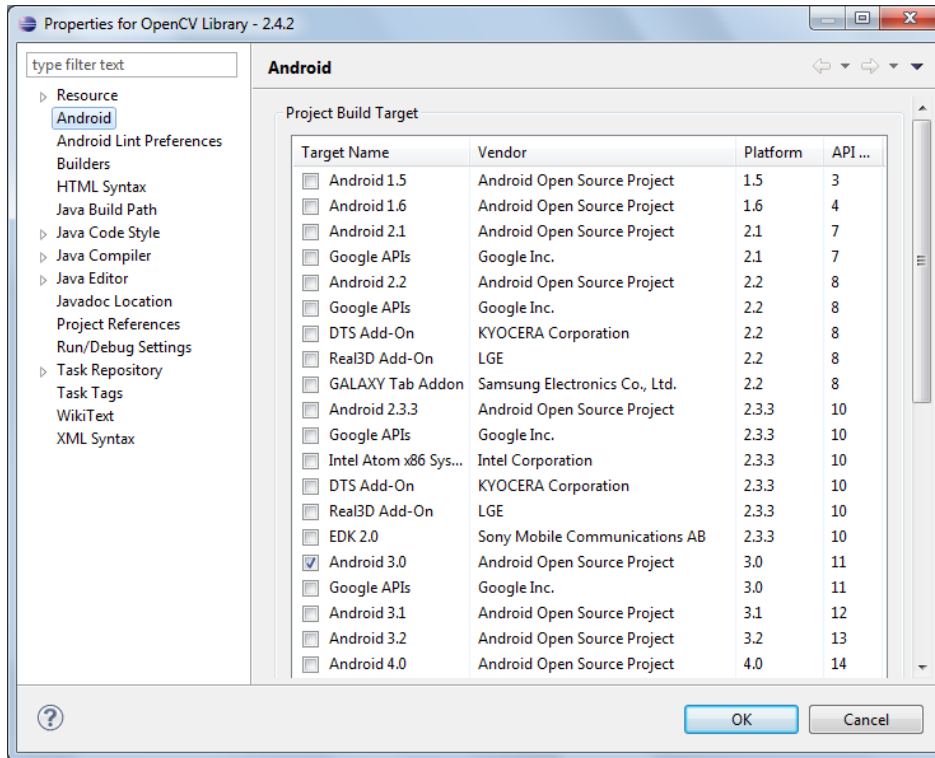 Properties for OpenCV Library - 2.4.2
type filter text
Resource
Android
Android Lint Preferences
Builders
HTML Syntax
Java Build Path
Java Code Style
Java Compiler
Java Editor
Javadoc Location
Project References
Run/Debug Settings
Task Repository
Task Tags
WikiText
XML Syntax
Android
Project Build Target
Target Name Vendor Platform API ...
Android 1.5 Android Open Source Project 1.5 3
Android 1.6 Android Open Source Project 1.6 4
Android 2.1 Android Open Source Project 2.1 7
Google APIs Google Inc. 2.1 7
Android 2.2 Android Open Source Project 2.2 8
Google APIs Google Inc. 2.2 8
DTS Add-On KYOCERA Corporation 2.2 8
Real3D Add-On LGE 2.2 8
GALAXY Tab Addon Samsung Electronics Co., Ltd. 2.2 8
Android 2.3.3 Android Open Source Project 2.3.3 10
Google APIs Google Inc. 2.3.3 10
Intel Atom x86 Sys... Intel Corporation 2.3.3 10
DTS Add-On KYOCERA Corporation 2.3.3 10
Real3D Add-On LGE 2.3.3 10
EDK 2.0 Sony Mobile Communications AB 2.3.3 10
Android 3.0 Android Open Source Project 3.0 11
Google APIs Google Inc. 3.0 11
Android 3.1 Android Open Source Project 3.1 12
Android 3.2 Android Open Source Project 3.2 13
Android 4.0 Android Open Source Project 4.0 14
? OK Cancel